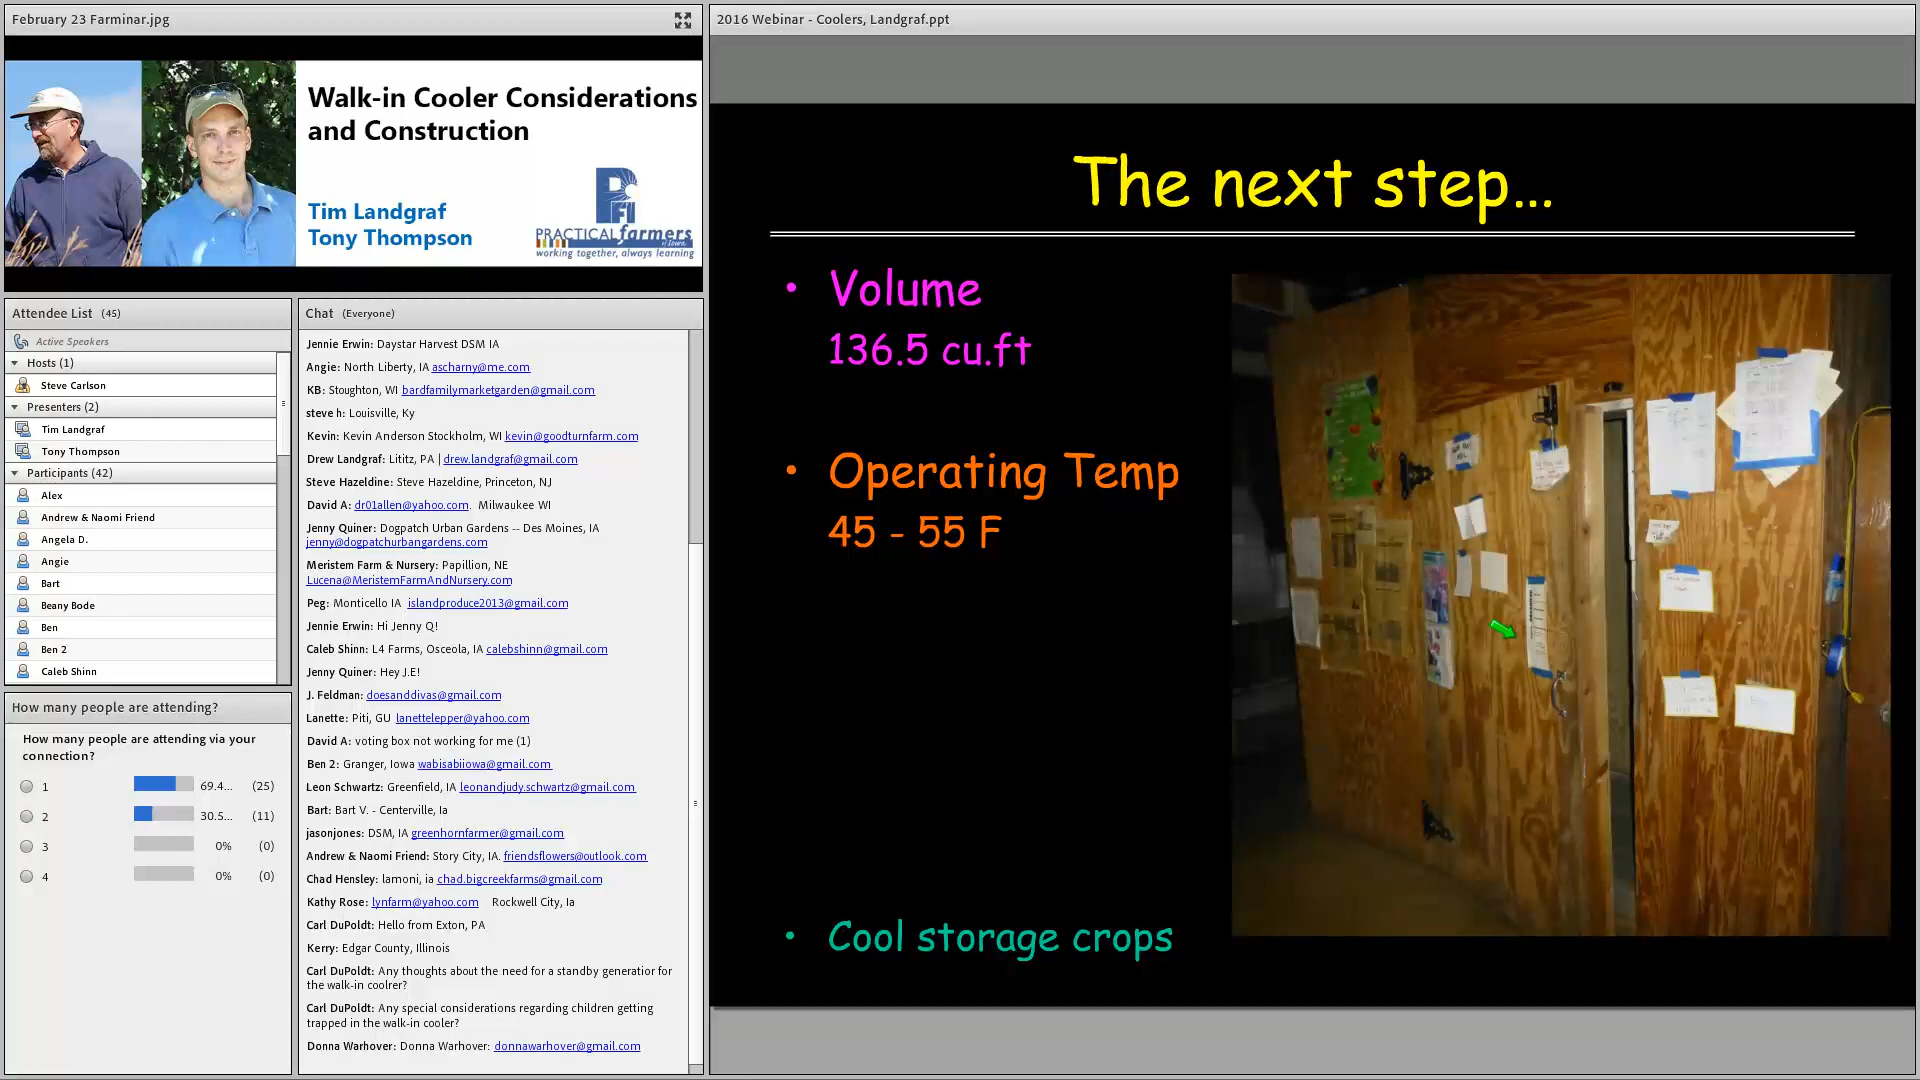 February 23 Farminar.jpg
Walk-in Cooler Considerations
and Construction
Tim Landgraf
Tony Thompson
PFI
PRACTICAL farmers
of Iowa
working together, always learning
Attendee List (45)
Active Speakers
Hosts (1)
Steve Carlson
Presenters (2)
Tim Landgraf
Tony Thompson
Participants (42)
Alex
Andrew & Naomi Friend
Angela D.
Angie
Bart
Beany Bode
Ben
Ben 2
Caleb Shinn
How many people are attending?
How many people are attending via your
connection?
1 69.4... (25)
2 30.5... (11)
3 0% (0)
4 0% (0)
Chat (Everyone)
Jennie Erwin: Daystar Harvest DSM IA
Angie: North Liberty, IA ascharny@me.com
KB: Stoughton, WI bardfamilymarketgarden@gmail.com
steve h: Louisville, Ky
Kevin: Kevin Anderson Stockholm, WI kevin@goodturnfarm.com
Drew Landgraf: Lititz, PA | drew.landgraf@gmail.com
Steve Hazeldine: Steve Hazeldine, Princeton, NJ
David A: dr01allen@yahoo.com. Milwaukee WI
Jenny Quiner: Dogpatch Urban Gardens -- Des Moines, IA
jenny@dogpatchurbangardens.com
Meristem Farm & Nursery: Papillion, NE
Lucena@MeristemFarmAndNursery.com
Peg: Monticello IA islandproduce2013@gmail.com
Jennie Erwin: Hi Jenny Q!
Caleb Shinn: L4 Farms, Osceola, IA calebshinn@gmail.com
Jenny Quiner: Hey J.E!
J. Feldman: doesanddivas@gmail.com
Lanette: Piti, GU lanettelepper@yahoo.com
David A: voting box not working for me (1)
Ben 2: Granger, Iowa wabisabiiowa@gmail.com
Leon Schwartz: Greenfield, IA leonandjudy.schwartz@gmail.com
Bart: Bart V. - Centerville, Ia
jasonjones: DSM, IA greenhornfarmer@gmail.com
Andrew & Naomi Friend: Story City, IA. friendsflowers@outlook.com
Chad Hensley: lamoni, ia chad.bigcreekfarms@gmail.com
Kathy Rose: lynfarm@yahoo.com Rockwell City, Ia
Carl DuPoldt: Hello from Exton, PA
Kerry: Edgar County, Illinois
Carl DuPoldt: Any thoughts about the need for a standby generatior for
the walk-in coolrer?
Carl DuPoldt: Any special considerations regarding children getting
trapped in the walk-in cooler?
Donna Warhover: Donna Warhover: donnawarhover@gmail.com
2016 Webinar - Coolers, Landgraf.ppt
The next step...
• Volume
136.5 cu.ft
• Operating Temp
45 - 55 F
• Cool storage crops